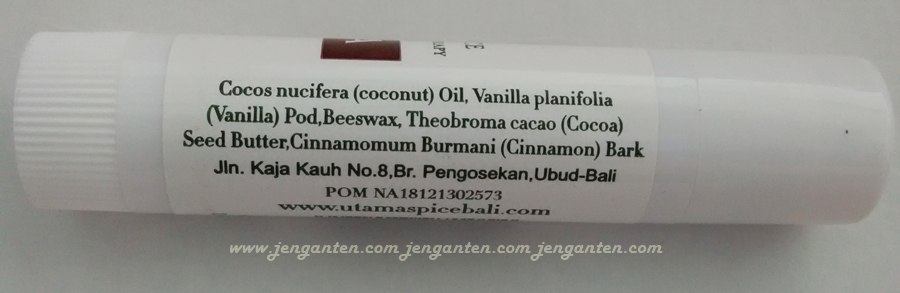 Cocos nucifera (coconut) Oil, Vanilla planifolia
(Vanilla) Pod,Beeswax, Theobroma cacao (Cocoa)
Seed Butter,Cinnamomum Burmani (Cinnamon) Bark
Jln. Kaja Kauh No.8,Br. Pengosekan,Ubud-Bali
POM NA18121302573
www.utamaspicebali.com
www.jenganten.com jenganten.com jenganten.com